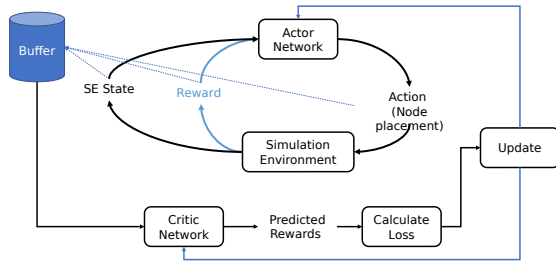 Actor
Network
Buffer
SE State
Reward
Action
(Node
placement)
Simulation
Environment
Update
Critic
Network
Predicted
Rewards
Calculate
Loss